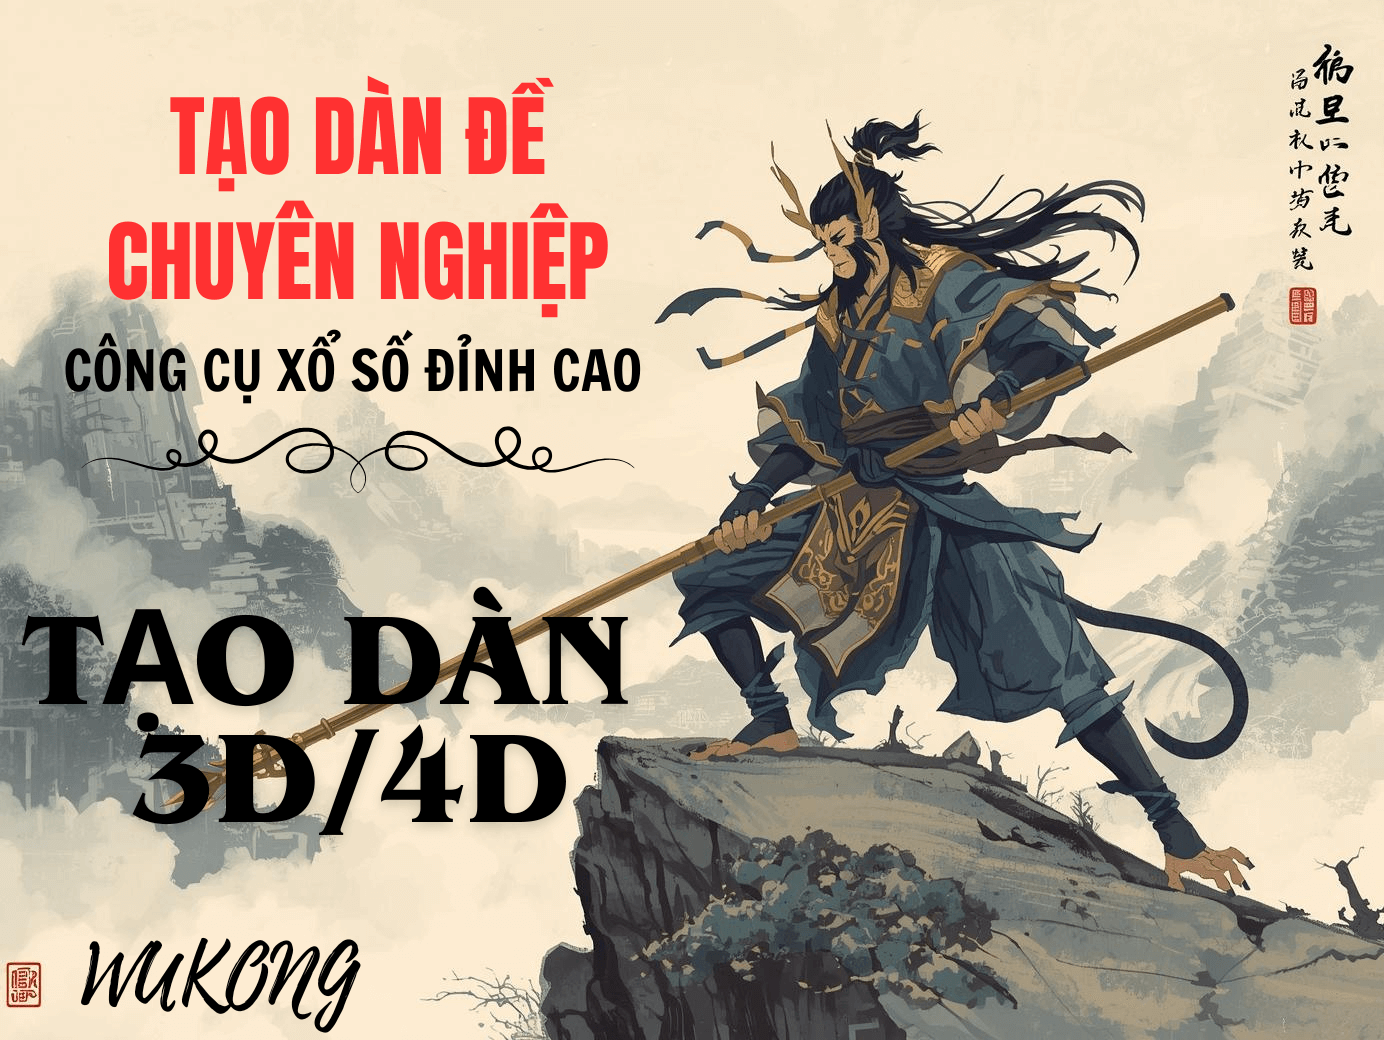 TẠO DÀN ĐỀ
CHUYÊN NGHIỆP
CÔNG CỤ XỔ SỐ ĐỈNH CAO
TẠO DÀN
3D/4D
WUKONG